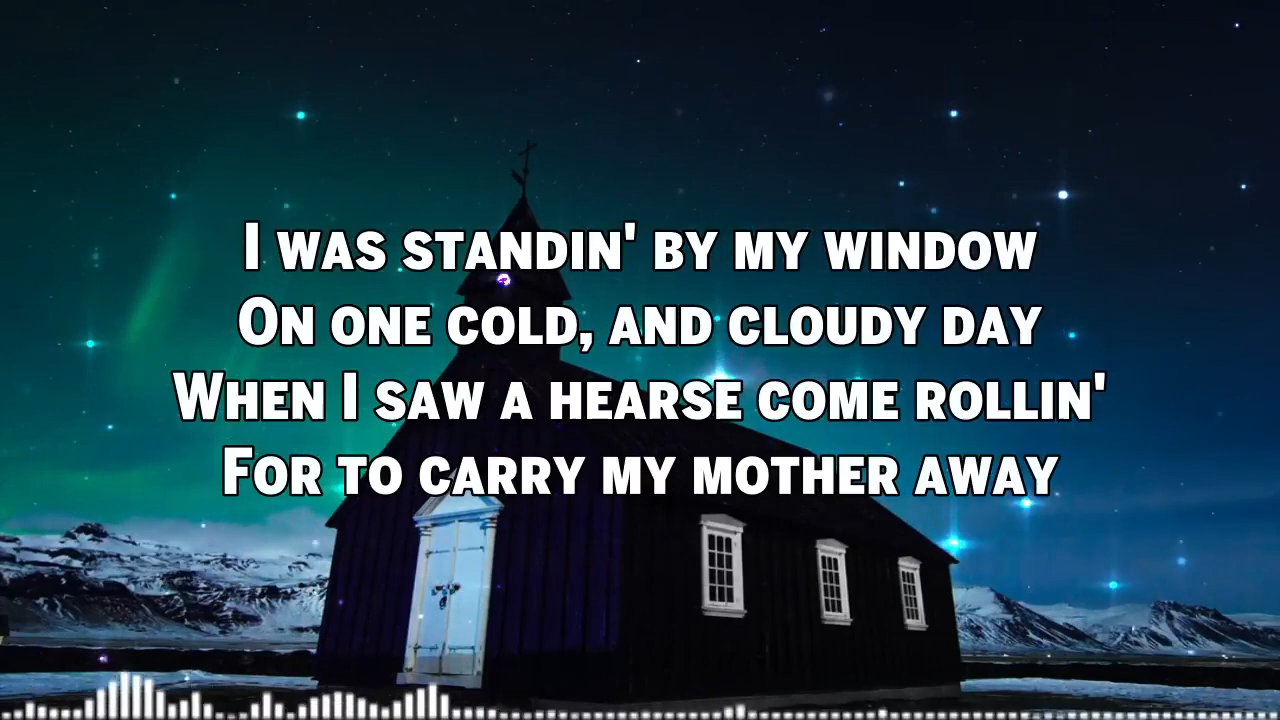 I was standin' by my window
On one cold, and cloudy day
When I saw a hearse come rollin'
For to carry my mother away